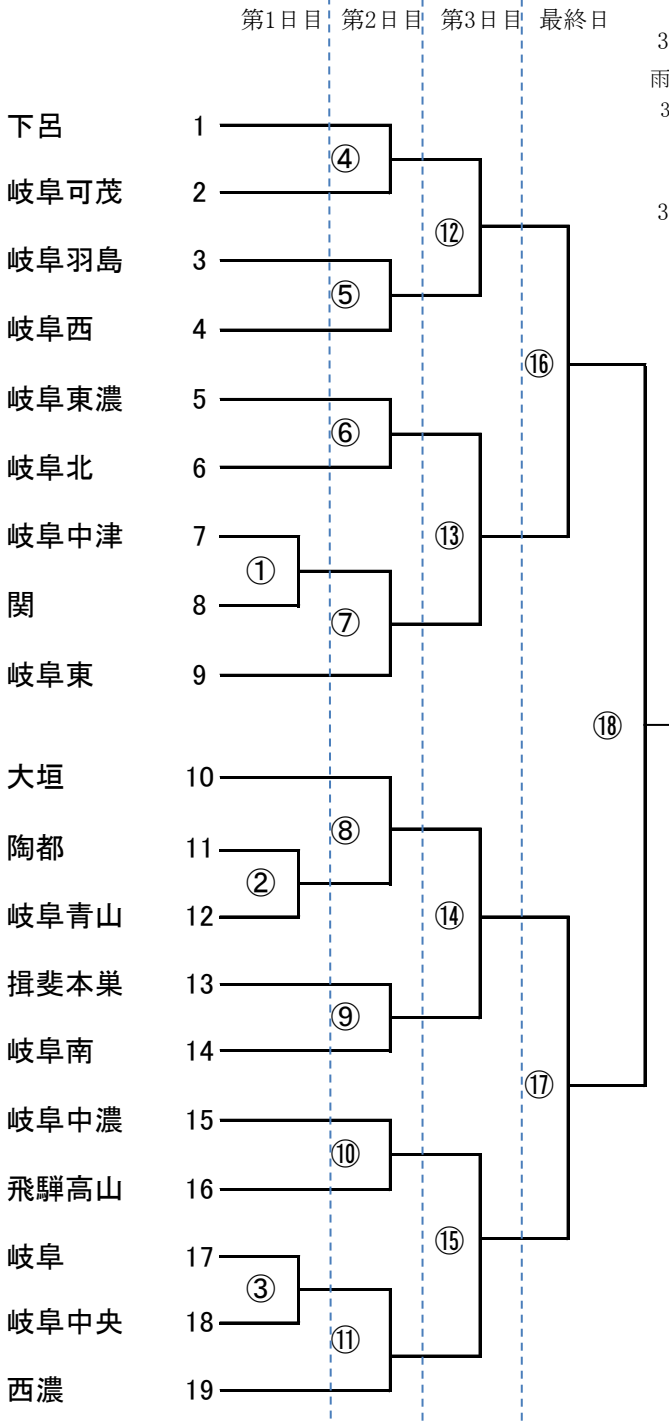 第1日目 第2日目 第3日目 最終日
3
雨
3
3
下呂 1
④
岐阜可茂 2
⑫
岐阜羽島 3
⑤
岐阜西 4
⑯
岐阜東濃 5
⑥
岐阜北 6
岐阜中津 7
⑬
①
関 8
⑦
岐阜東 9
⑱
大垣 10
⑧
陶都 11
②
岐阜青山 12
⑭
揖斐本巣 13
⑨
岐阜南 14
⑰
岐阜中濃 15
⑩
飛騨高山 16
⑮
岐阜 17
③
岐阜中央 18
⑪
西濃 19